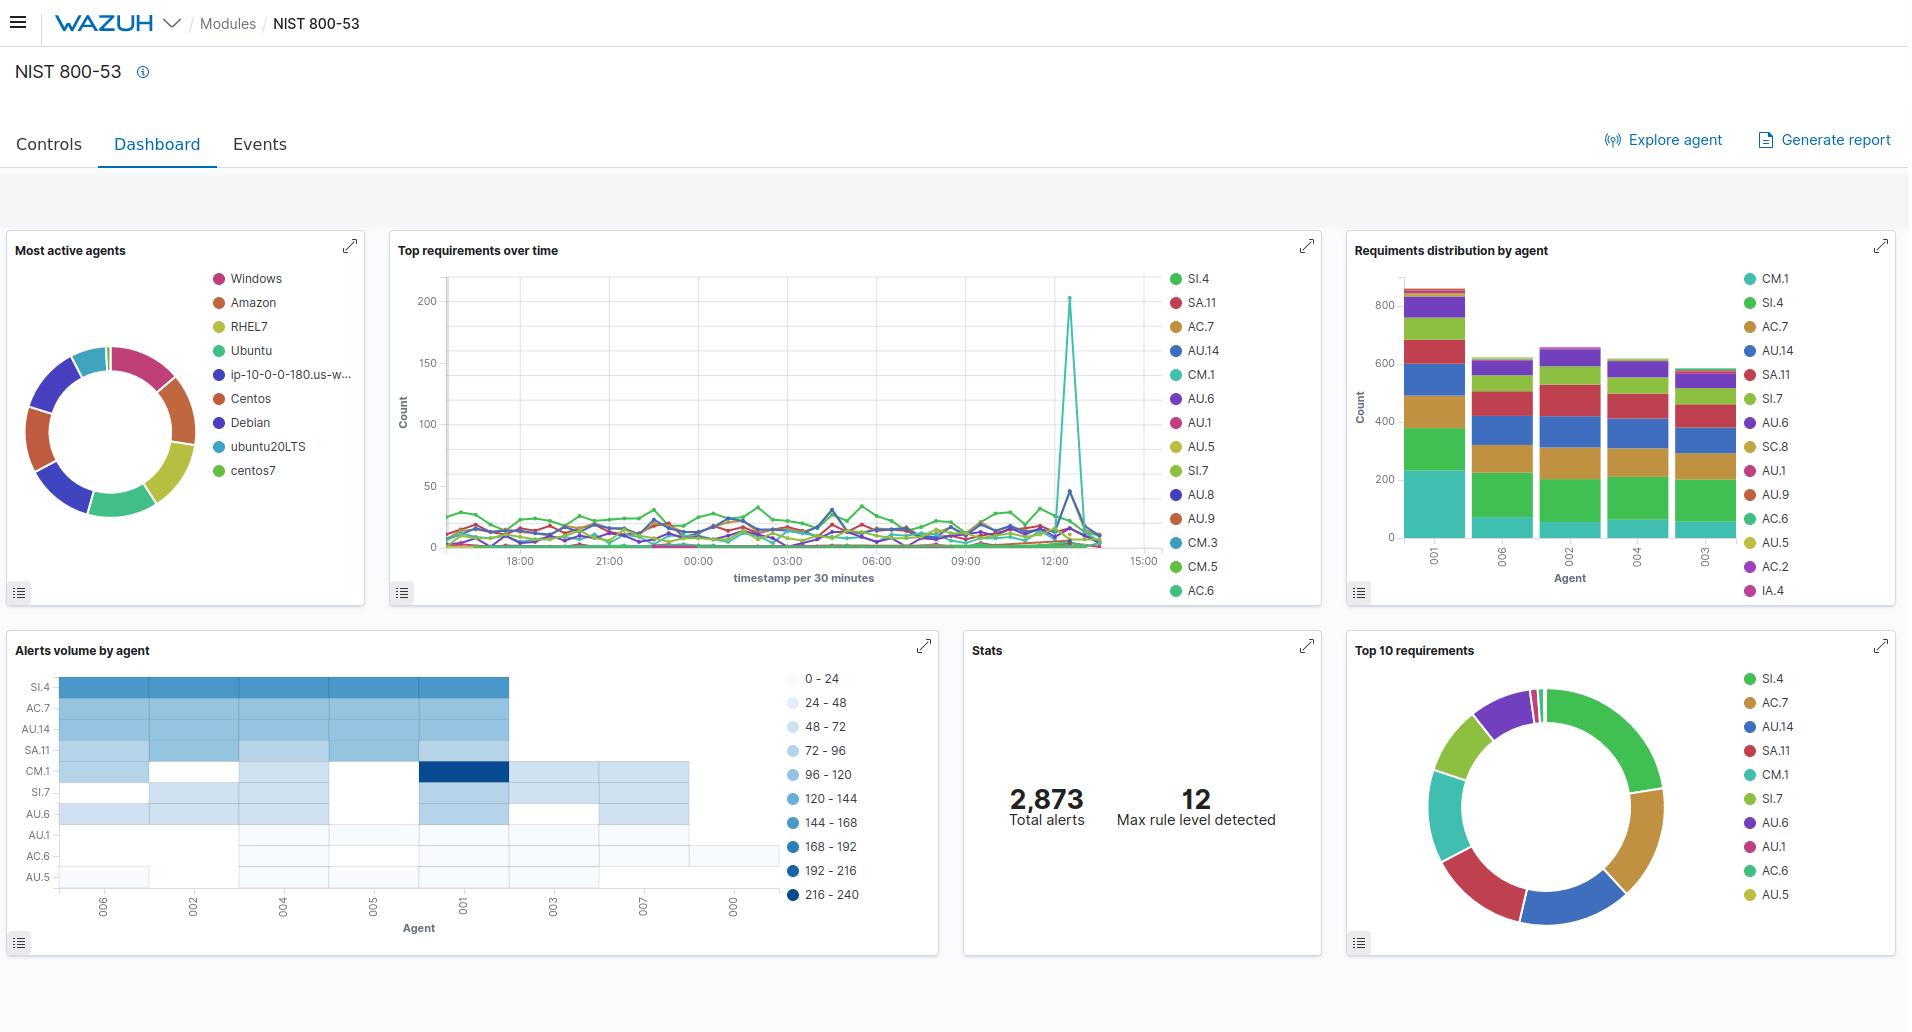 WAZUH / Modules / NIST 800-53
NIST 800-53
Controls
Dashboard
Events
Explore agent
Generate report
Most active agents
Windows
Amazon
RHEL7
Ubuntu
ip-10-0-0-180.us-w...
Centos
Debian
ubuntu20LTS
centos7
Top requirements over time
Count
200
150
100
50
0
18:00
21:00
00:00
03:00
06:00
09:00
12:00
15:00
timestamp per 30 minutes
SI.4
SA.11
AC.7
AU.14
CM.1
AU.6
AU.1
AU.5
SI.7
AU.8
AU.9
CM.3
CM.5
AC.6
Requiments distribution by agent
Count
800
600
400
200
0
001
006
002
004
003
Agent
CM.1
SI.4
AC.7
AU.14
SA.11
SI.7
AU.6
SC.8
AU.1
AU.9
AC.6
AU.5
AC.2
IA.4
Alerts volume by agent
SI.4
AC.7
AU.14
SA.11
CM.1
SI.7
AU.6
AU.1
AC.6
AU.5
006
002
004
005
001
003
007
000
Agent
0 - 24
24 - 48
48 - 72
72 - 96
96 - 120
120 - 144
144 - 168
168 - 192
192 - 216
216 - 240
Stats
2,873
Total alerts
12
Max rule level detected
Top 10 requirements
SI.4
AC.7
AU.14
SA.11
CM.1
SI.7
AU.6
AU.1
AC.6
AU.5